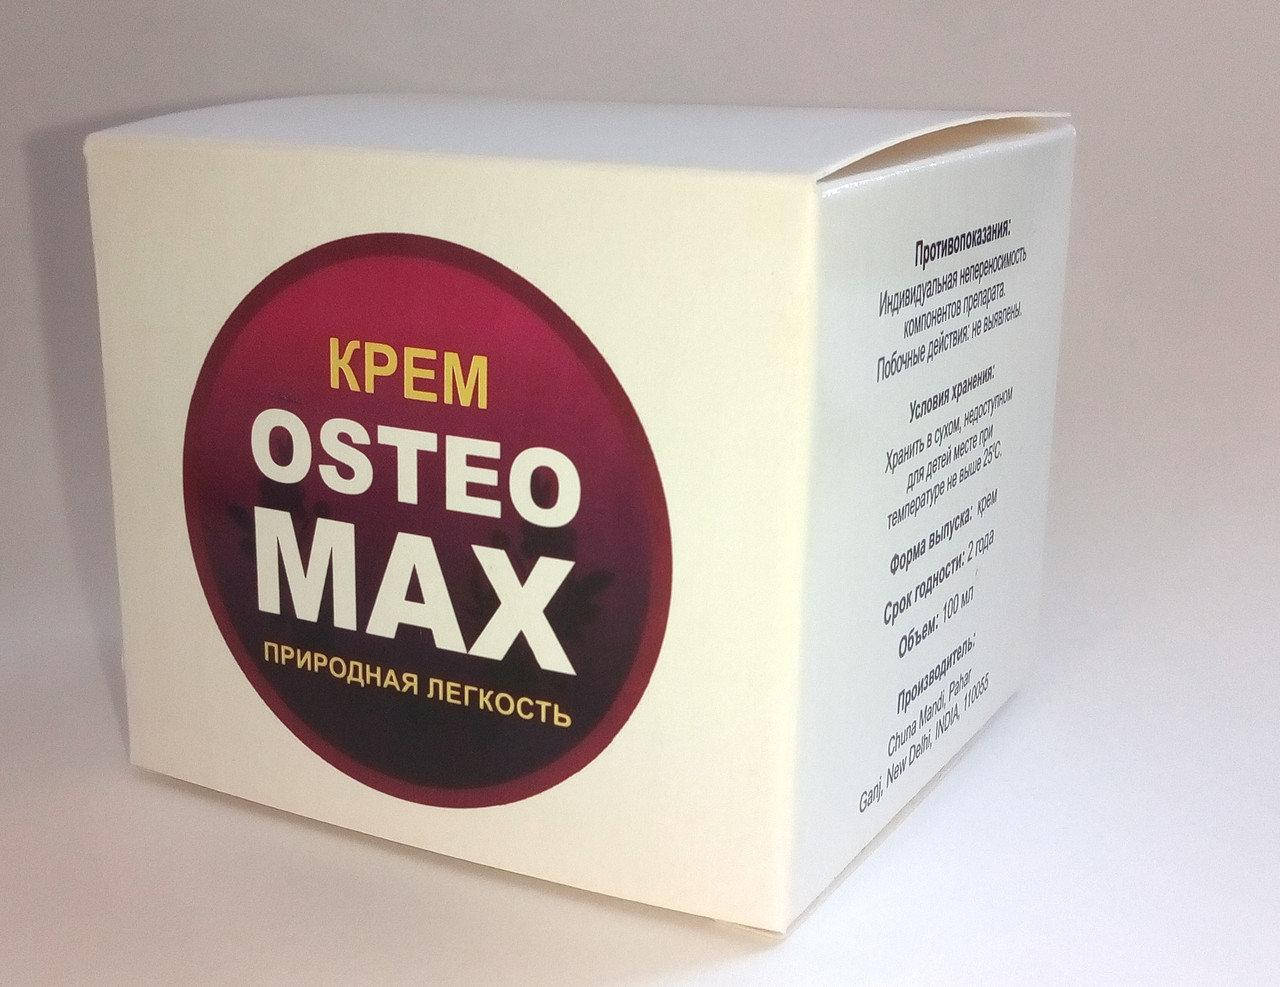 КРЕМ
OSTEO
MAX
ПРИРОДНАЯ ЛЕГКОСТЬ
Противопоказания:
Индивидуальная непереносимость
компонентов препарата.
Побочные действия: не выявлены.
Условия хранения:
Хранить в сухом, недоступном
для детей месте при
температуре не выше 25°С.
Форма выпуска: крем
Срок годности: 2 года
Объем: 100 мл
Производитель:
Chuna Mandi, Pahar
Ganj, New Delhi, INDIA, 110055